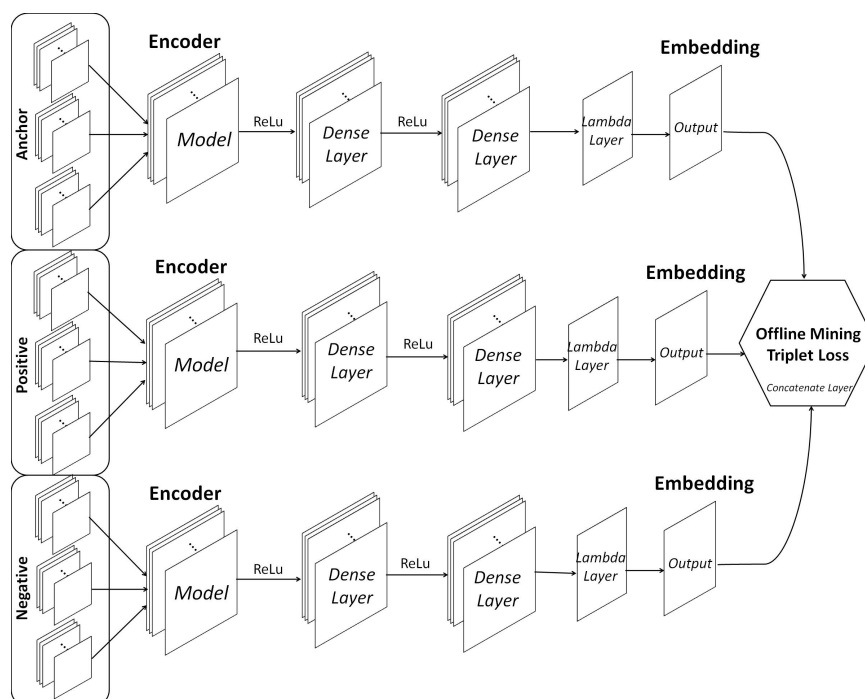 Anchor
Encoder
Model
ReLu
Dense
Layer
ReLu
Dense
Layer
Lambda
Layer
Embedding
Output
Positive
Encoder
Model
ReLu
Dense
Layer
ReLu
Dense
Layer
Lambda
Layer
Embedding
Output
Negative
Encoder
Model
ReLu
Dense
Layer
ReLu
Dense
Layer
Lambda
Layer
Embedding
Output
Offline Mining
Triplet Loss
Concatenate Layer